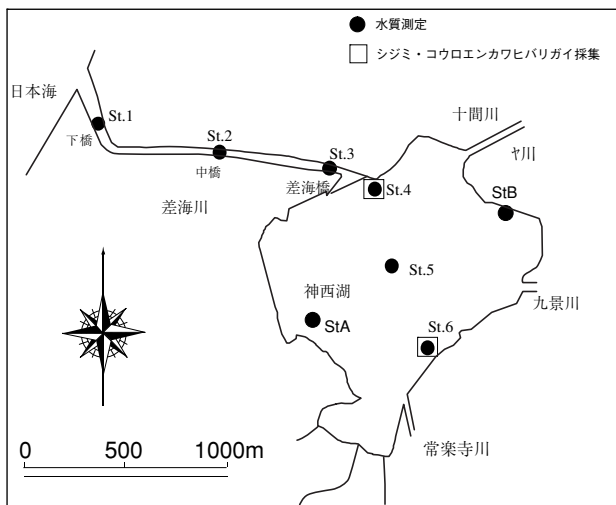 水質測定
シジミ・コウロエンカワヒバリガイ採集
日本海
十間川
St.1
下橋
St.2
中橋
St.3
差海橋
ヤ川
St.4
StB
差海川
St.5
神西湖
九景川
StA
St.6
常楽寺川
0 500 1000m